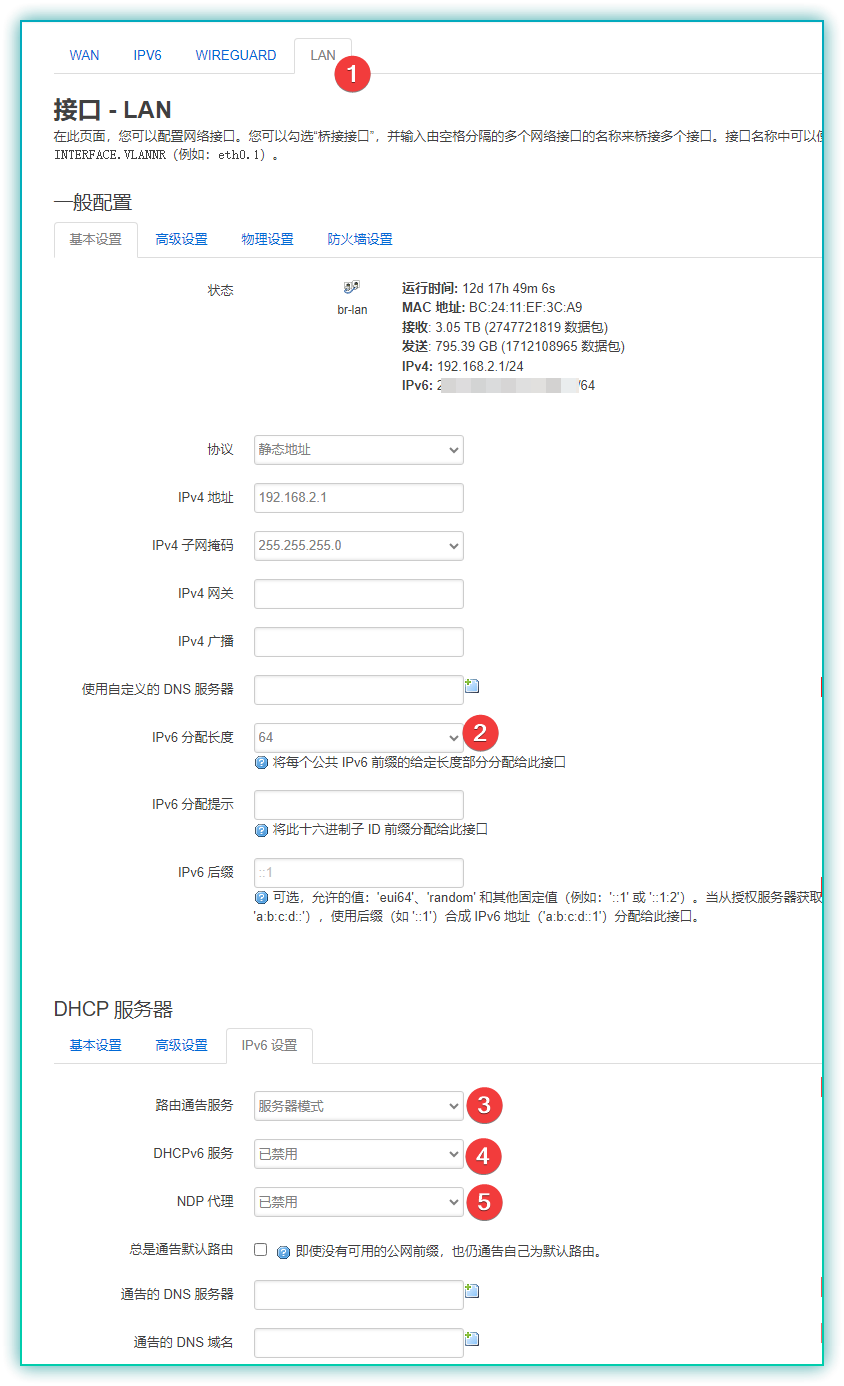 WAN IPV6 WIREGUARD LAN
1
接口 - LAN
在此页面，您可以配置网络接口。您可以勾选“桥接接口”，并输入由空格分隔的多个网络接口的名称来桥接多个接口。接口名称中可以
INTERFACE.VLANNR（例如：eth0.1）。
一般配置
基本设置 高级设置 物理设置 防火墙设置
状态
br-lan
运行时间: 12d 17h 49m 6s
MAC 地址: BC:24:11:EF:3C:A9
接收: 3.05 TB (2747721819 数据包)
发送: 795.39 GB (1712108965 数据包)
IPv4: 192.168.2.1/24
IPv6: 2 /64
协议 静态地址
IPv4 地址 192.168.2.1
IPv4 子网掩码 255.255.255.0
IPv4 网关
IPv4 广播
使用自定义的 DNS 服务器
IPv6 分配长度 64 2
将每个公共 IPv6 前缀的给定长度部分分配给此接口
IPv6 分配提示
将此十六进制子 ID 前缀分配给此接口
IPv6 后缀 ::1
可选，允许的值：'eui64'、'random' 和其他固定值（例如：'::1' 或 '::1:2'）。当从授权服务器获取
'a:b:c:d::'），使用后缀（如 '::1'）合成 IPv6 地址（'a:b:c:d::1'）分配给此接口。
DHCP 服务器
基本设置 高级设置 IPv6 设置
路由通告服务 服务器模式 3
DHCPv6 服务 已禁用 4
NDP 代理 已禁用 5
总是通告默认路由 即使没有可用的公网前缀，也仍通告自己为默认路由。
通告的 DNS 服务器
通告的 DNS 域名